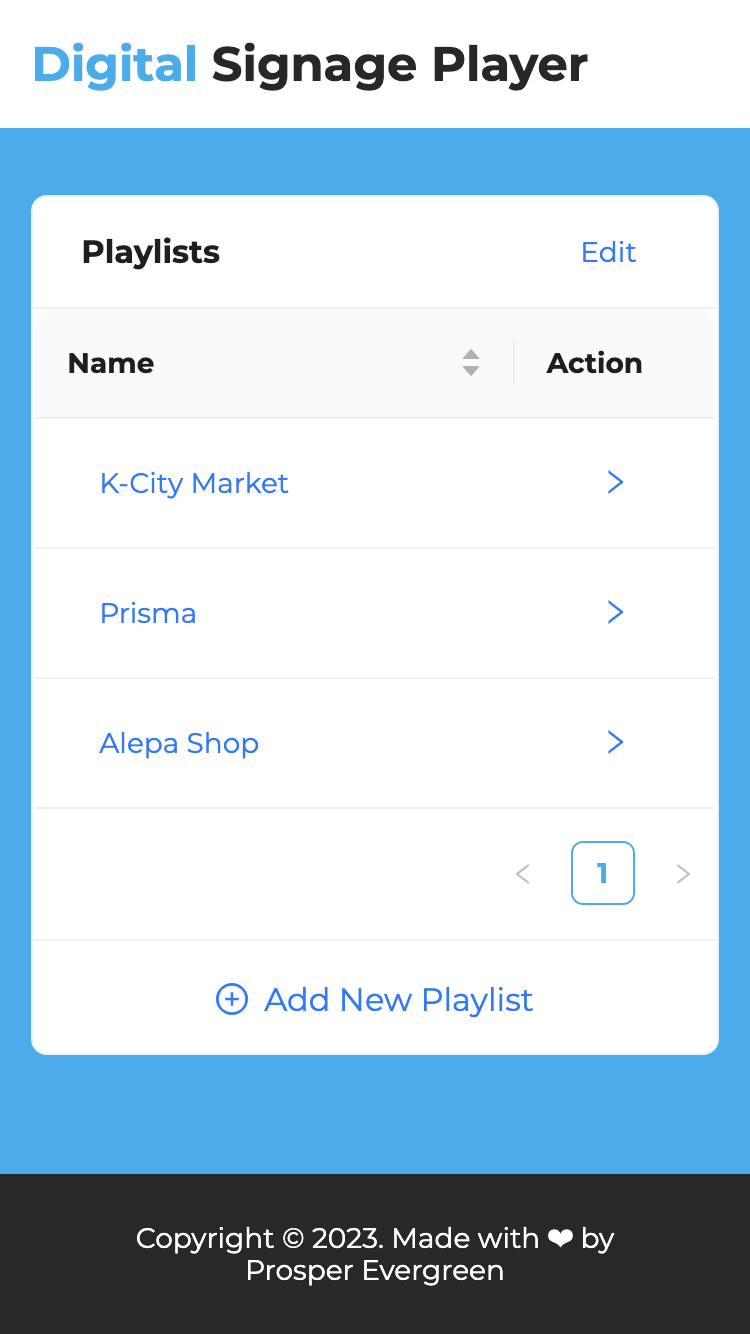 Digital Signage Player
Playlists Edit
Name Action
K-City Market
Prisma
Alepa Shop
1
Add New Playlist
Copyright © 2023. Made with ❤ by
Prosper Evergreen